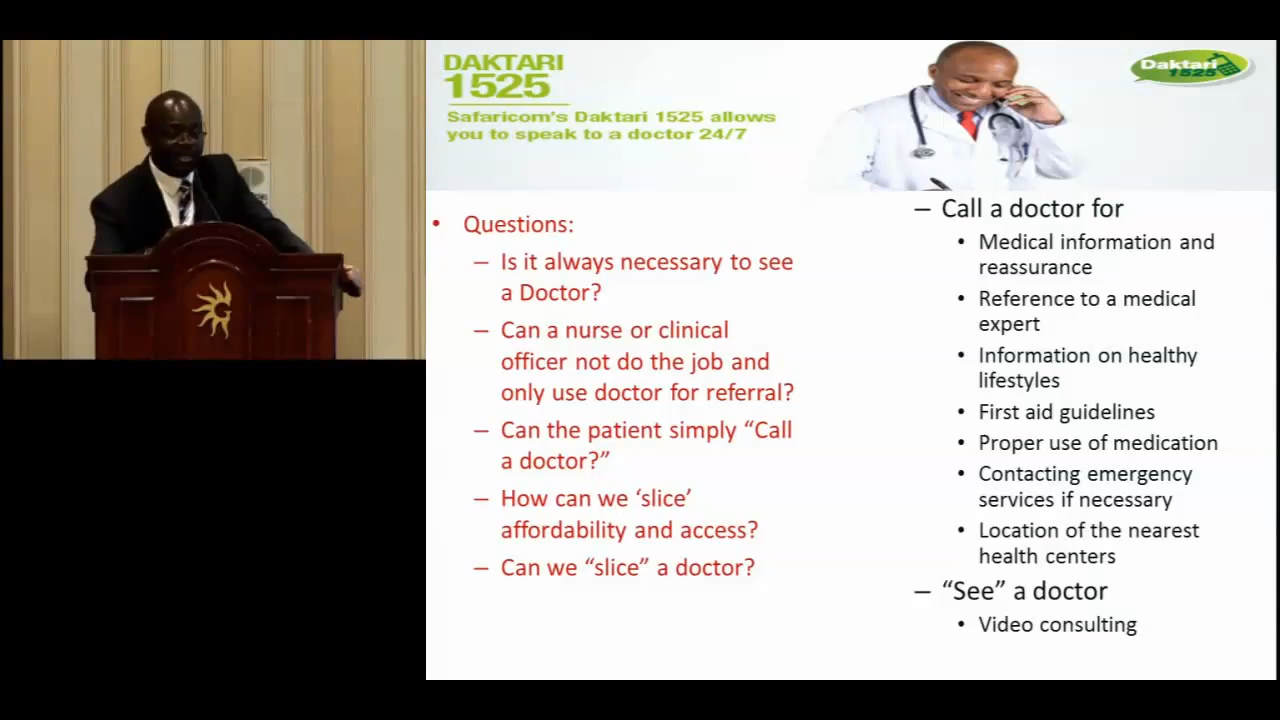 DAKTARI
1525
Safaricom's Daktari 1525 allows
you to speak to a doctor 24/7
Daktari
1525
• Questions:
– Is it always necessary to see
a Doctor?
– Can a nurse or clinical
officer not do the job and
only use doctor for referral?
– Can the patient simply “Call
a doctor?”
– How can we ‘slice’
affordability and access?
– Can we “slice” a doctor?
– Call a doctor for
• Medical information and
reassurance
• Reference to a medical
expert
• Information on healthy
lifestyles
• First aid guidelines
• Proper use of medication
• Contacting emergency
services if necessary
• Location of the nearest
health centers
– “See” a doctor
• Video consulting